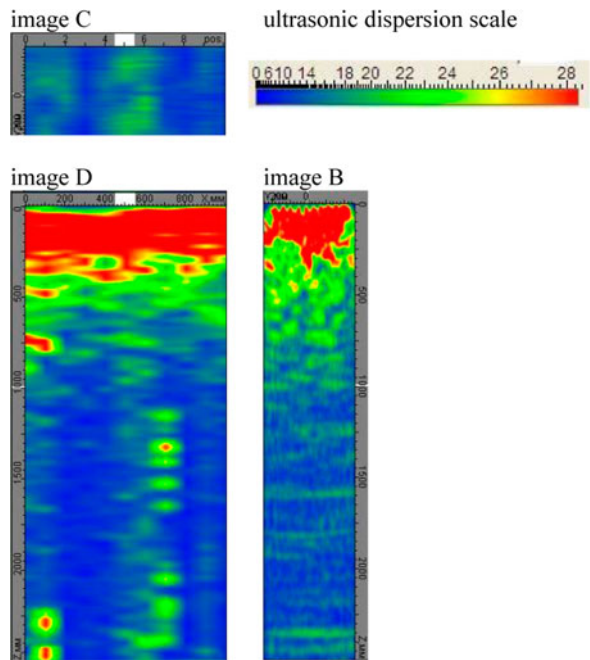 image C
ultrasonic dispersion scale
0 2 4 6 8 pos.
0
0 6 10 14 18 20 22 24 26 28
image D
image B
0 200 400 600 800 X,мм
0
0
0
500
500
1000
1000
1500
1500
2000
2000
Z,мм
Z,мм